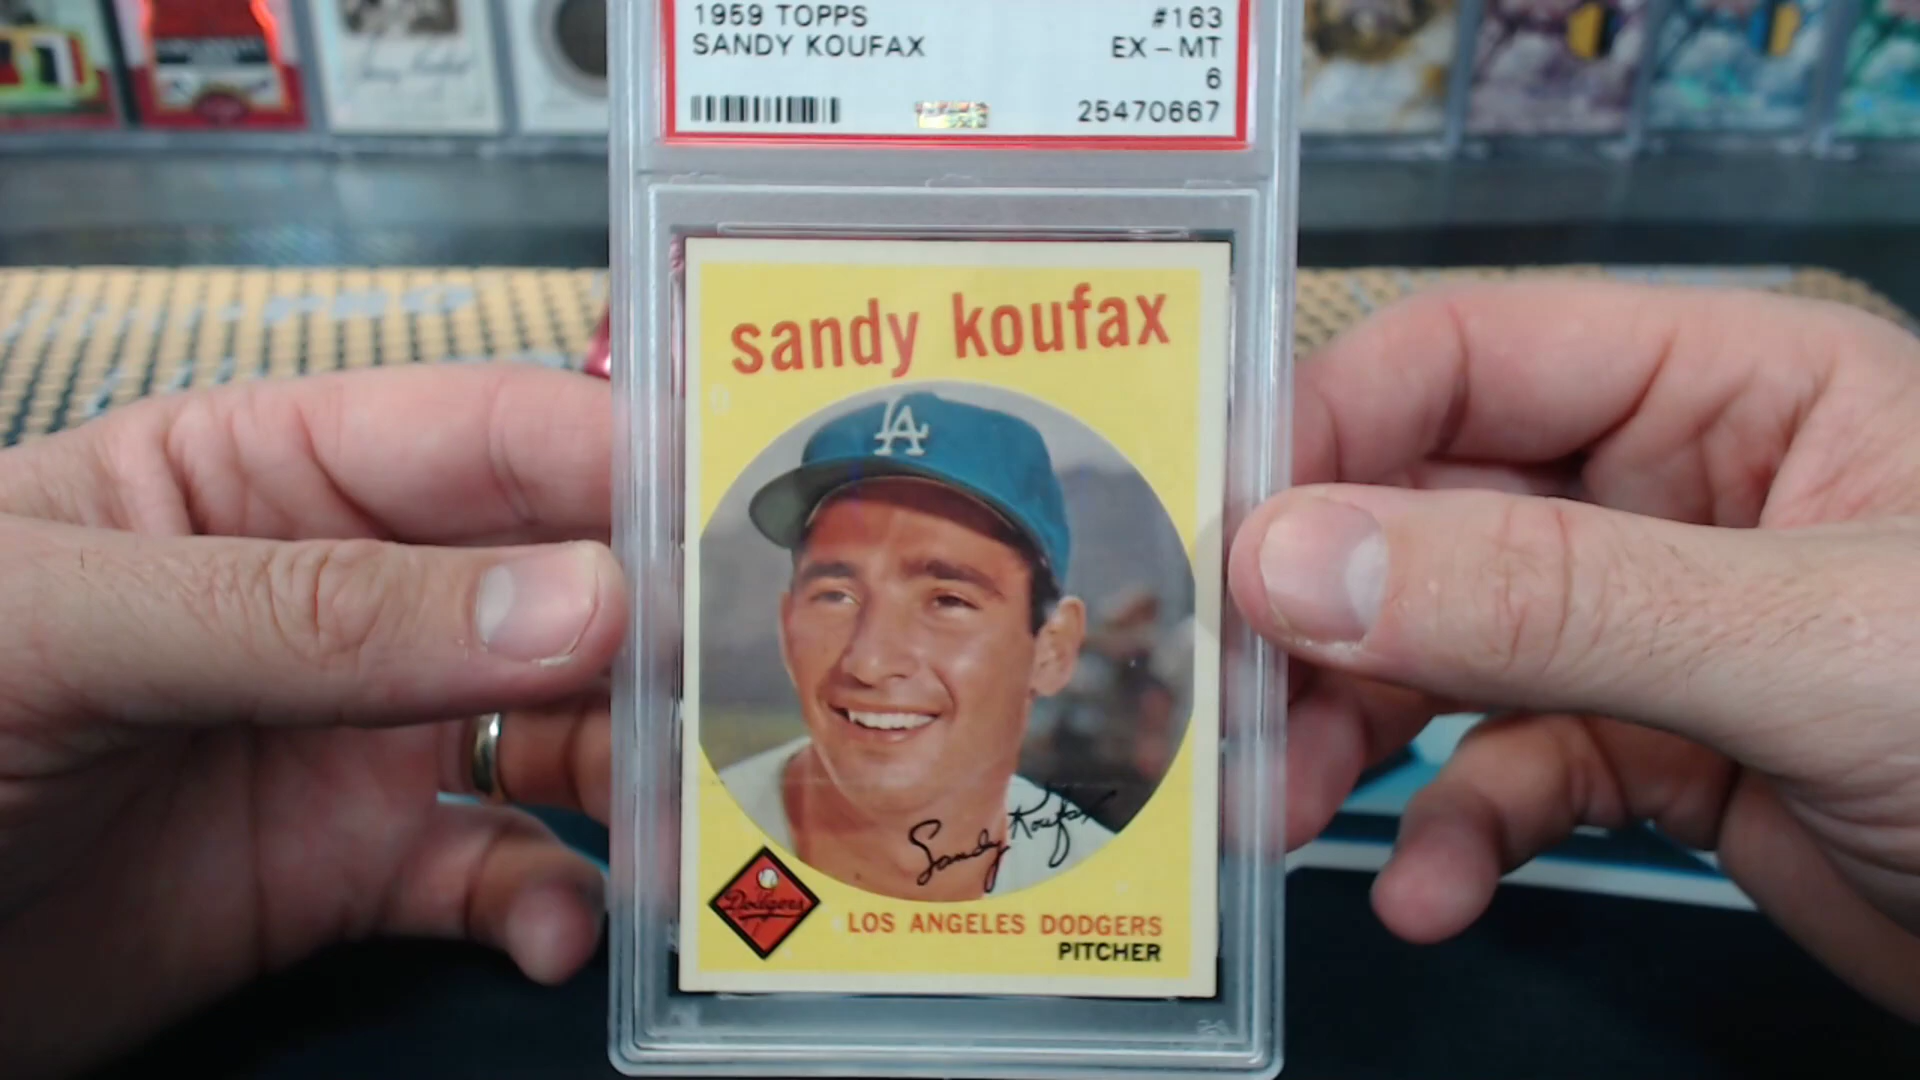 1959 TOPPS #163
SANDY KOUFAX EX - MT
6
25470667
sandy koufax
LA
Sandy Koufax
Dodgers
LOS ANGELES DODGERS
PITCHER